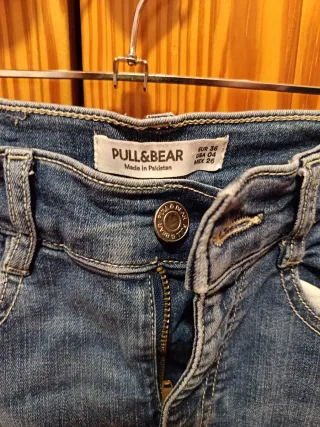 PULL&BEAR
Made in Pakistan
EUR 36
USA 04
MEX 26